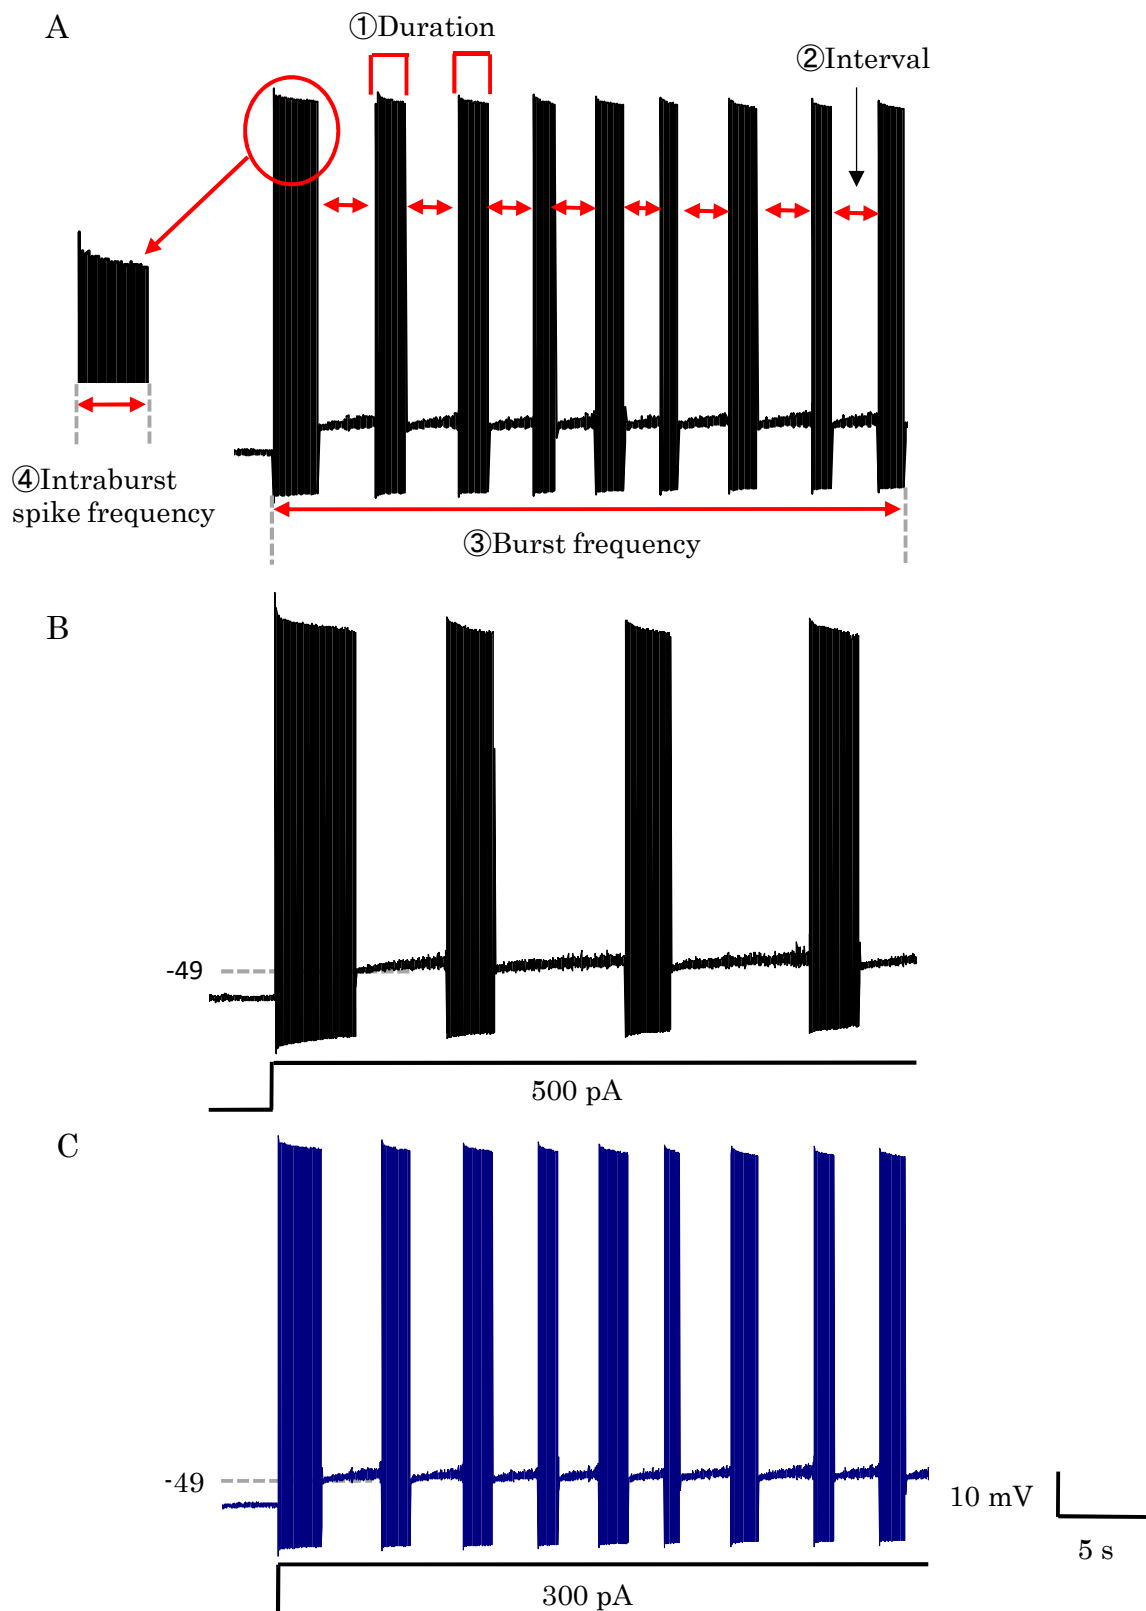 A
①Duration
②Interval
④Intraburst
spike frequency
③Burst frequency
B
-49
500 pA
C
-49
10 mV
5 s
300 pA